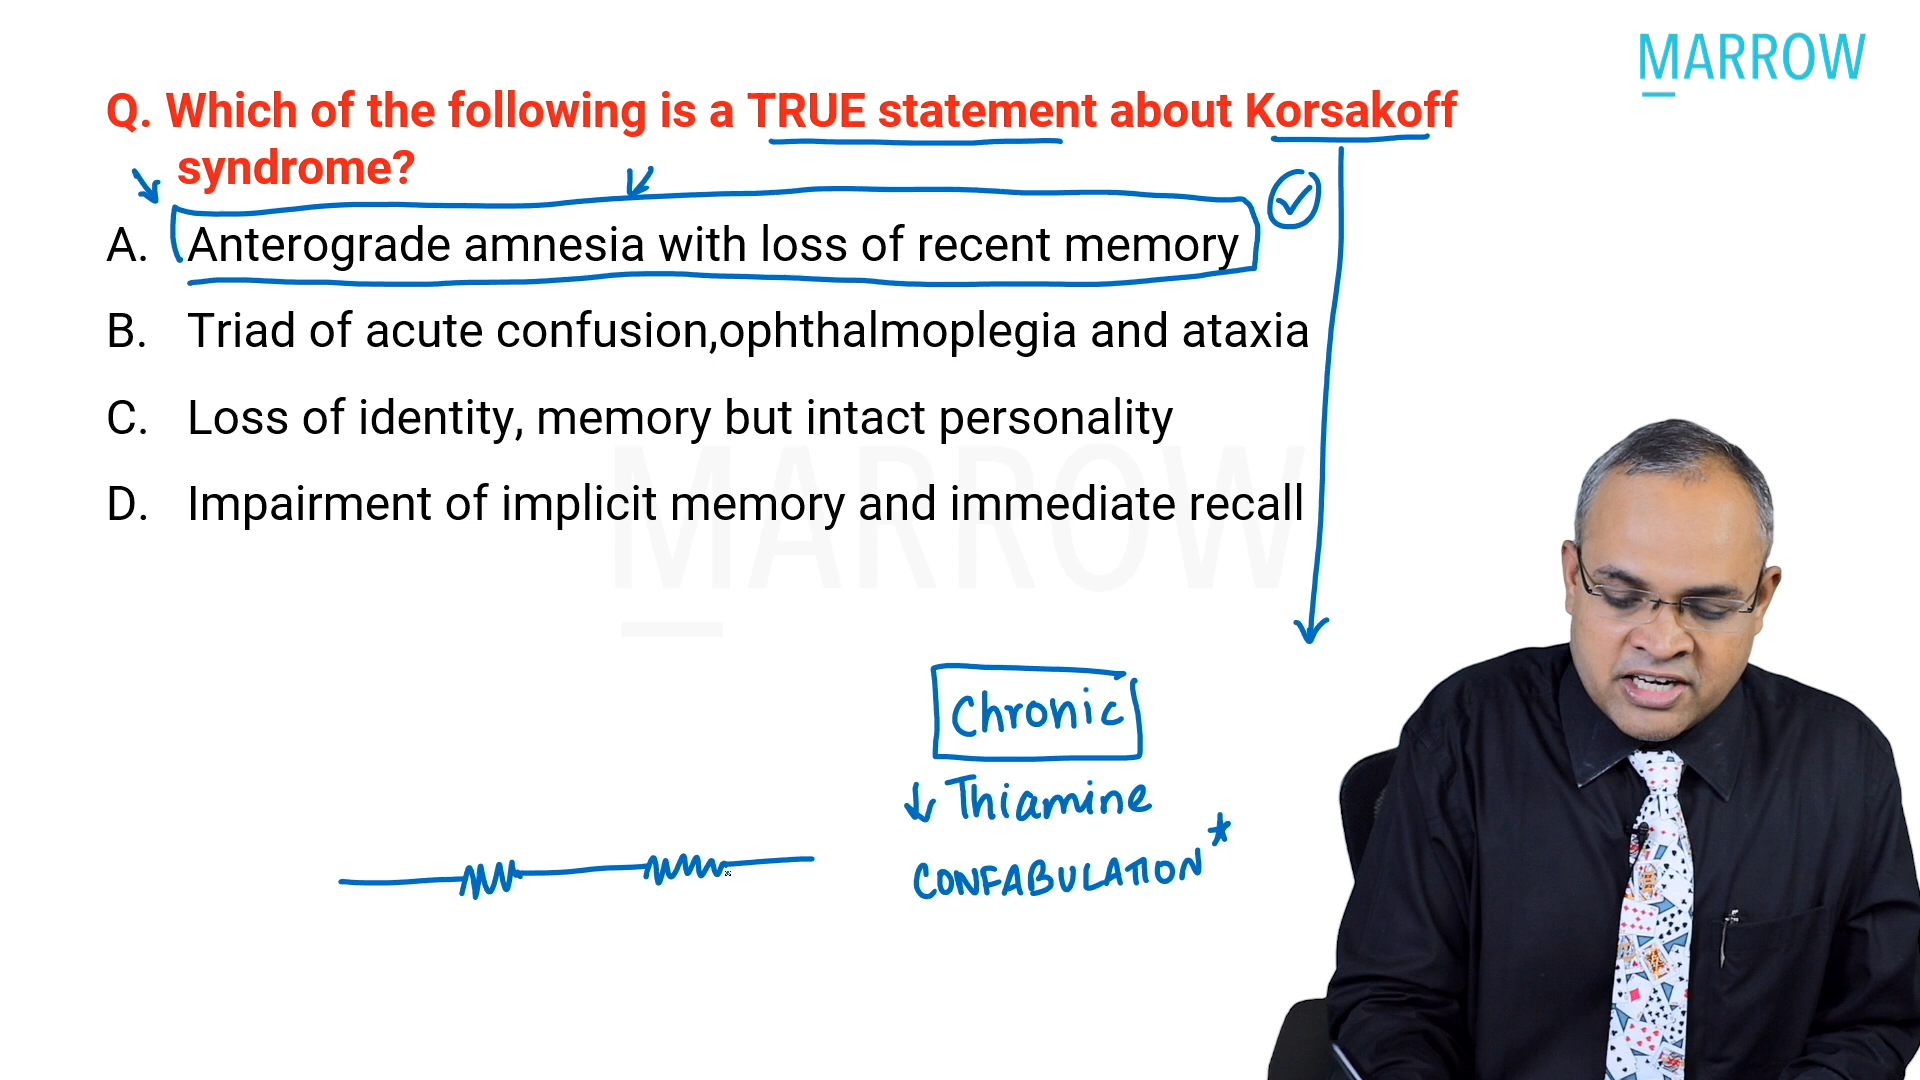 MARROW
Q. Which of the following is a TRUE statement about Korsakoff
syndrome?
A. Anterograde amnesia with loss of recent memory
B. Triad of acute confusion,ophthalmoplegia and ataxia
C. Loss of identity, memory but intact personality
D. Impairment of implicit memory and immediate recall
MARROW
Chronic
↓ Thiamine
CONFABULATION*